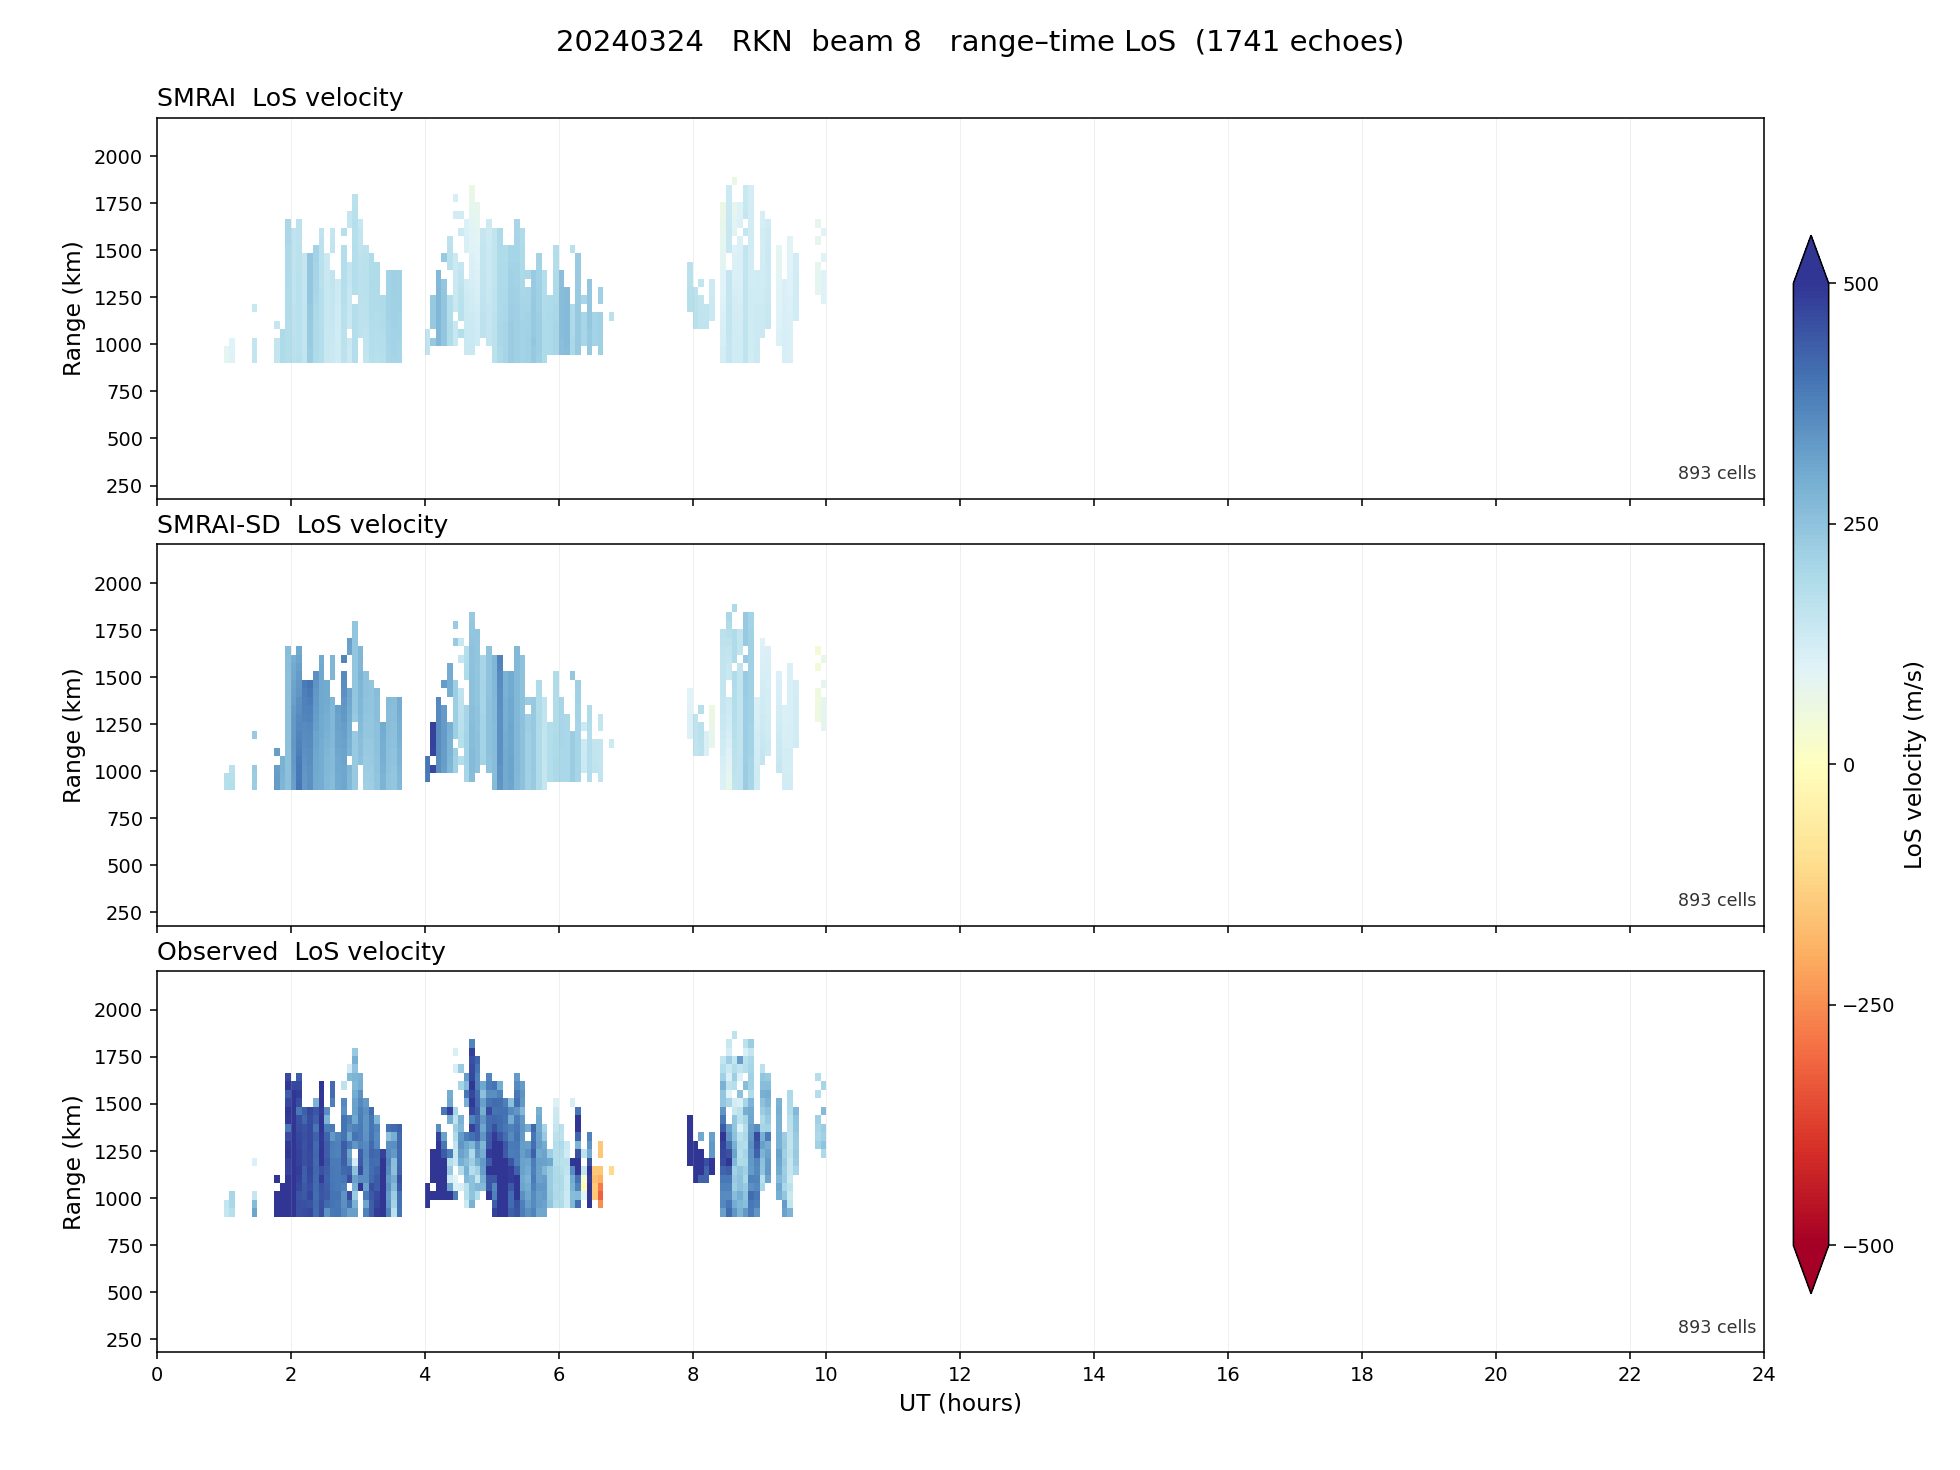 20240324   RKN  beam 8   range–time LoS  (1741 echoes)
SMRAI  LoS velocity
Range (km)
2000
1750
1500
1250
1000
750
500
250
893 cells
SMRAI-SD  LoS velocity
Range (km)
2000
1750
1500
1250
1000
750
500
250
893 cells
Observed  LoS velocity
Range (km)
2000
1750
1500
1250
1000
750
500
250
893 cells
0 2 4 6 8 10 12 14 16 18 20 22 24
UT (hours)
500
250
0
−250
−500
LoS velocity (m/s)